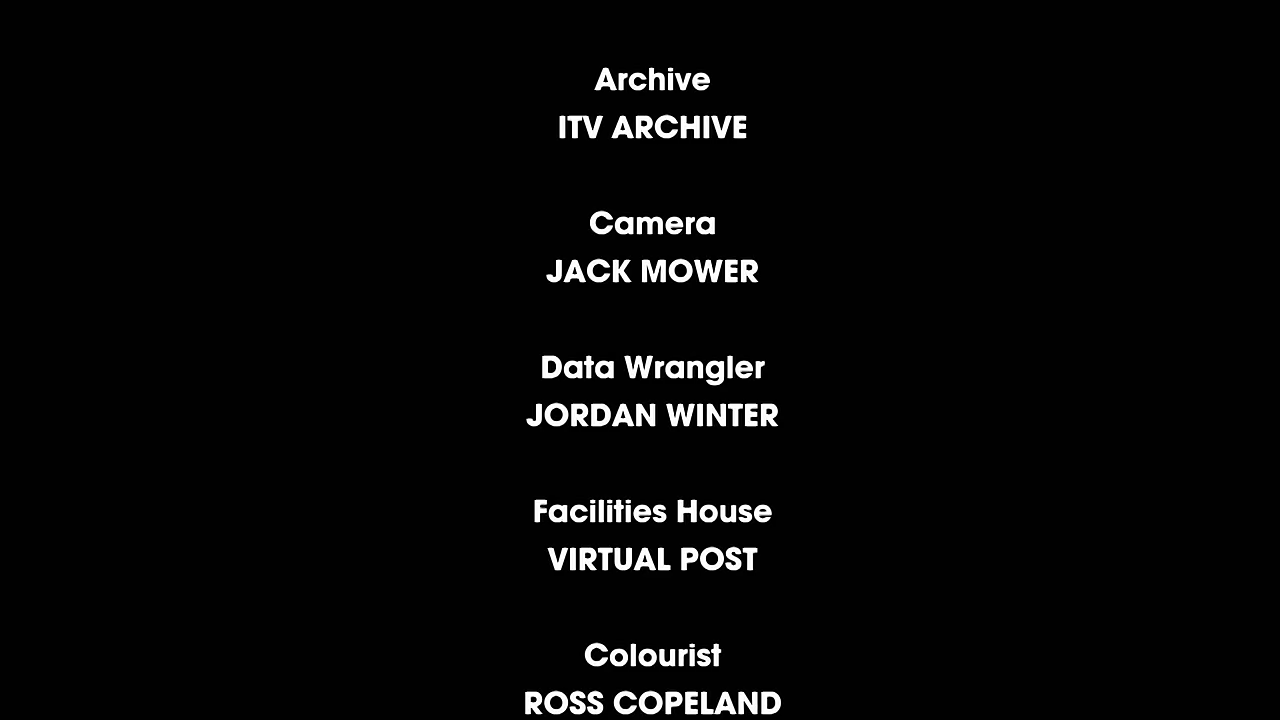 Archive
ITV ARCHIVE
Camera
JACK MOWER
Data Wrangler
JORDAN WINTER
Facilities House
VIRTUAL POST
Colourist
ROSS COPELAND